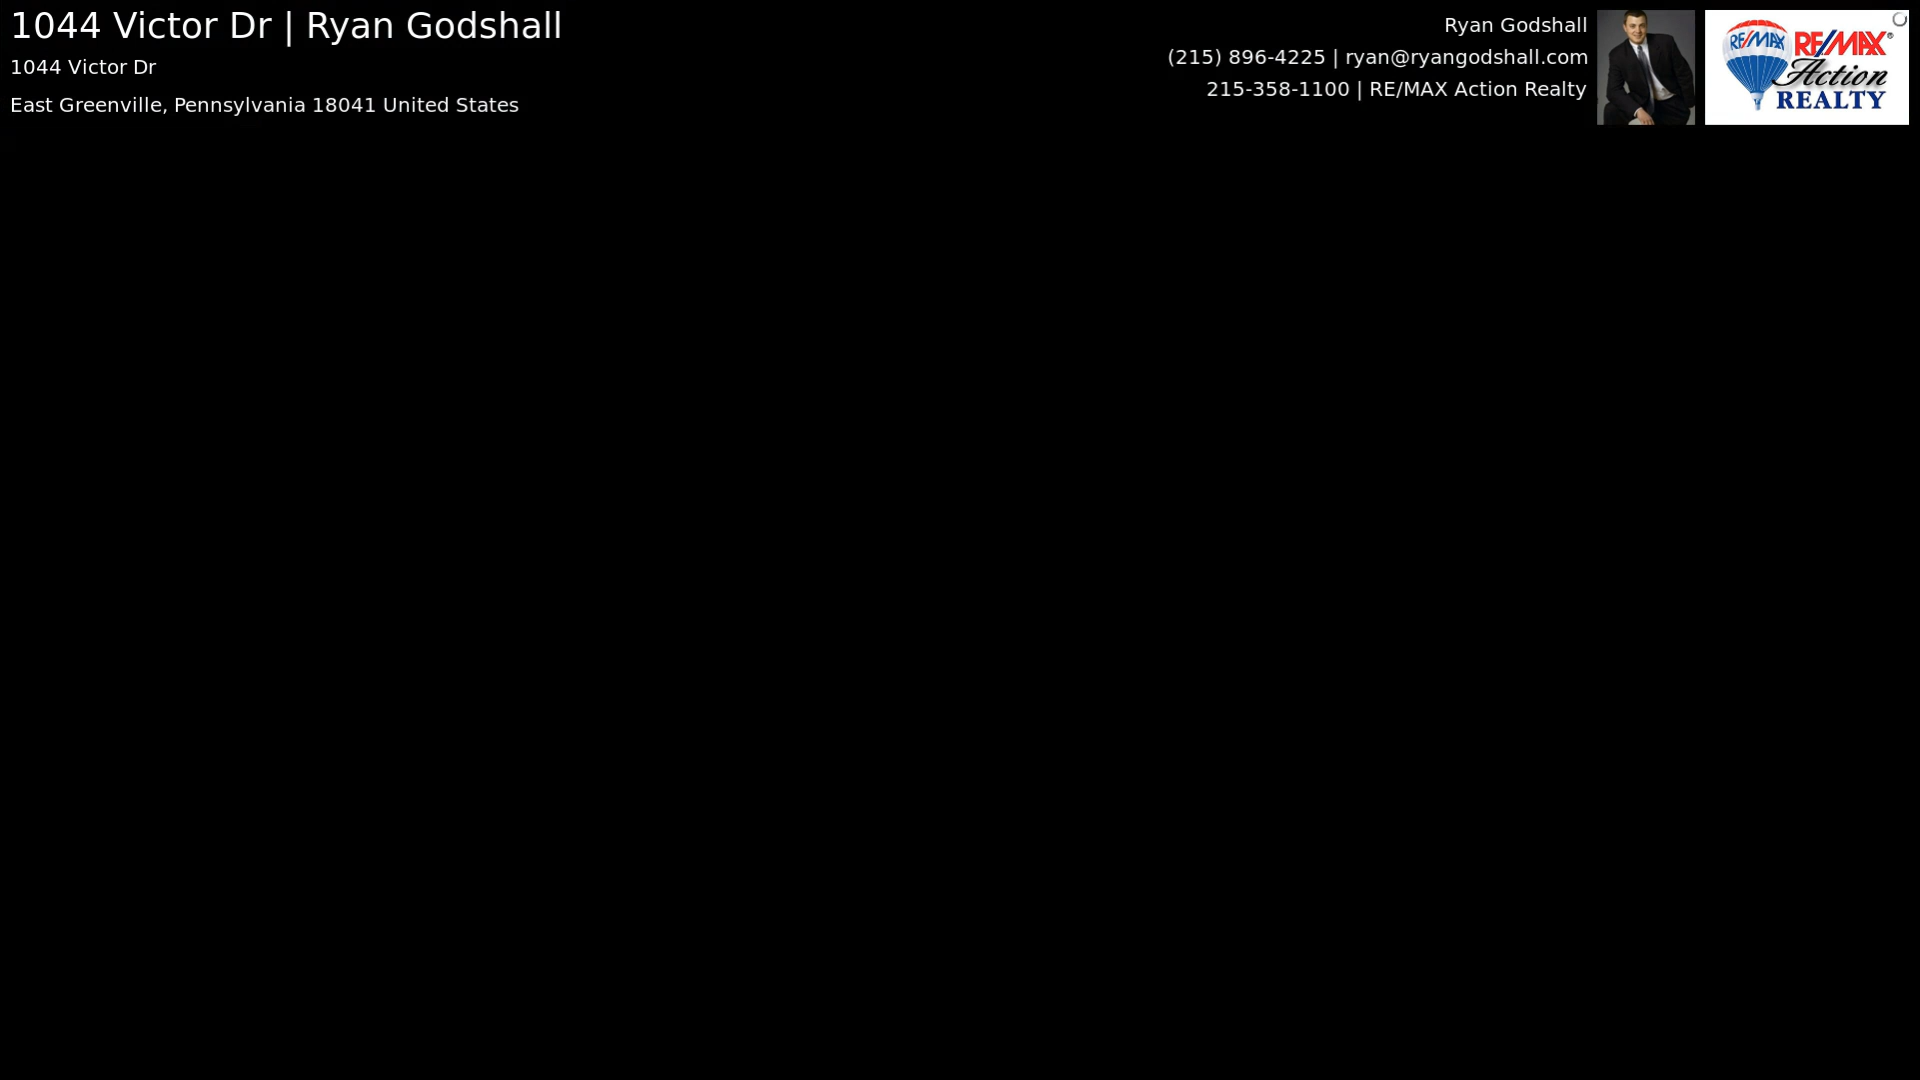 1044 Victor Dr | Ryan Godshall
1044 Victor Dr
East Greenville, Pennsylvania 18041 United States
Ryan Godshall
(215) 896-4225 | ryan@ryangodshall.com
215-358-1100 | RE/MAX Action Realty
RE/MAX
RE/MAX®
Action
REALTY